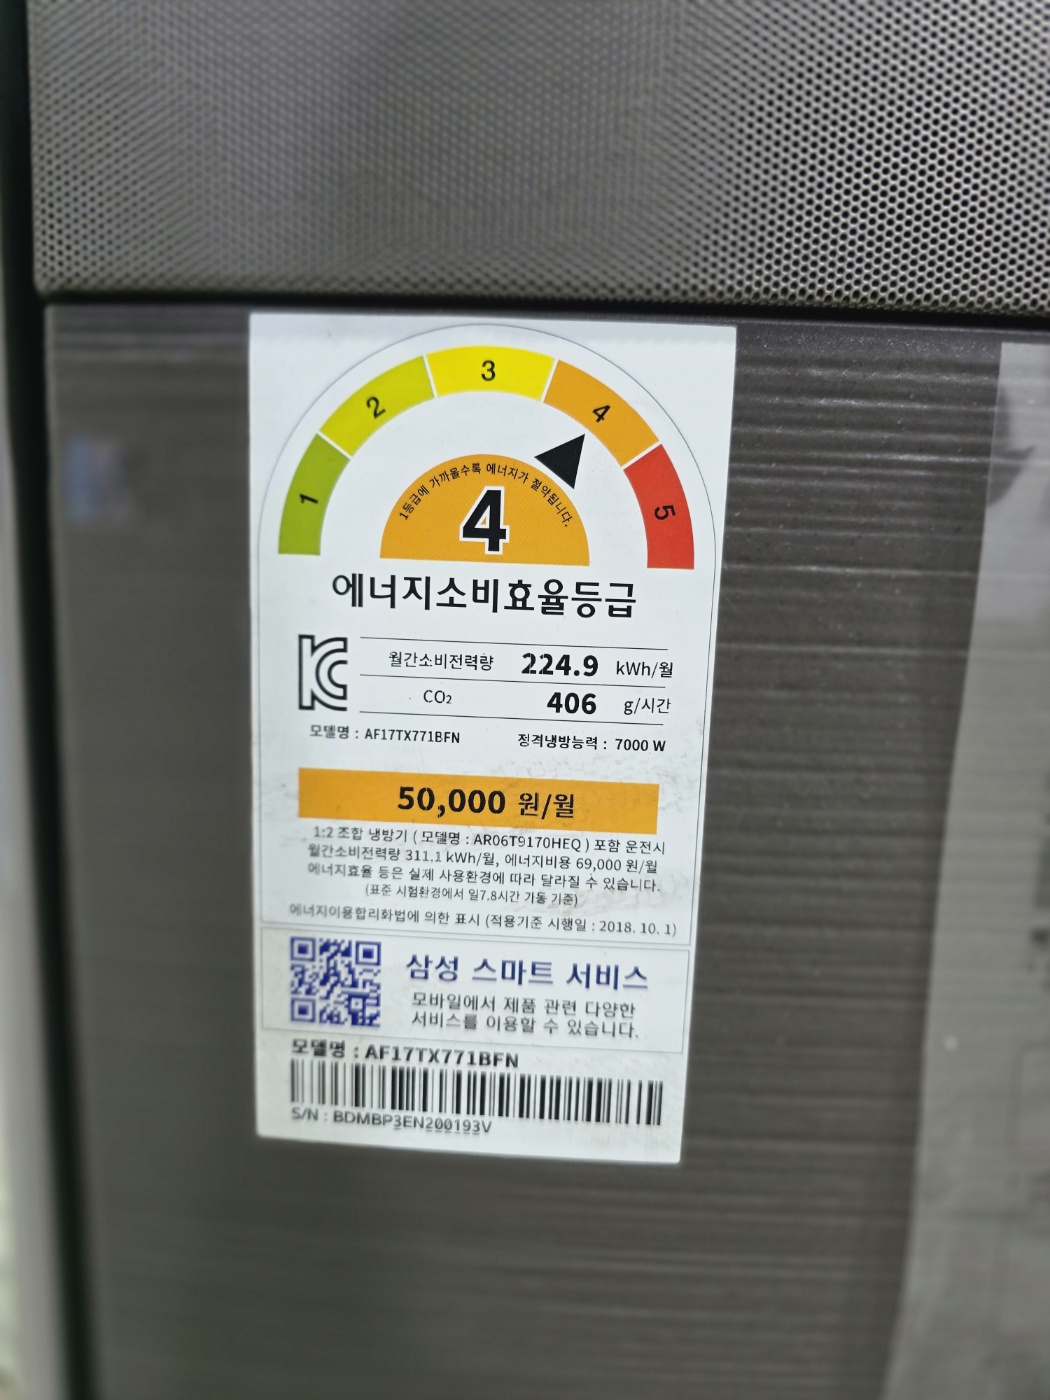 1
2
3
4
5
1등급에 가까울수록 에너지가 절약됩니다.
4
에너지소비효율등급
월간소비전력량 224.9 kWh/월
CO₂ 406 g/시간
모델명 : AF17TX771BFN 정격냉방능력 : 7000 W
50,000 원/월
1:2 조합 냉방기 ( 모델명 : AR06T9170HEQ ) 포함 운전시
월간소비전력량 311.1 kWh/월, 에너지비용 69,000 원/월
에너지효율 등은 실제 사용환경에 따라 달라질 수 있습니다.
(표준 시험환경에서 일7.8시간 가동 기준)
에너지이용합리화법에 의한 표시 (적용기준 시행일 : 2018. 10. 1)
삼성 스마트 서비스
모바일에서 제품 관련 다양한
서비스를 이용할 수 있습니다.
모델명 : AF17TX771BFN
S/N : BDMBP3EN200193V